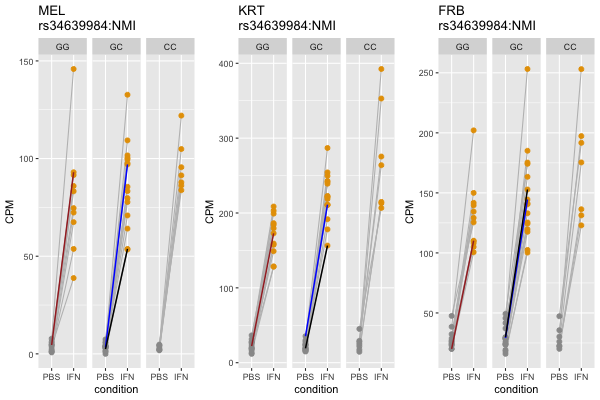 MEL
rs34639984:NMI
GG GC CC
150
100
50
0
CPM
PBS IFN PBS IFN PBS IFN
condition
KRT
rs34639984:NMI
GG GC CC
400
300
200
100
0
CPM
PBS IFN PBS IFN PBS IFN
condition
FRB
rs34639984:NMI
GG GC CC
250
200
150
100
50
CPM
PBS IFN PBS IFN PBS IFN
condition